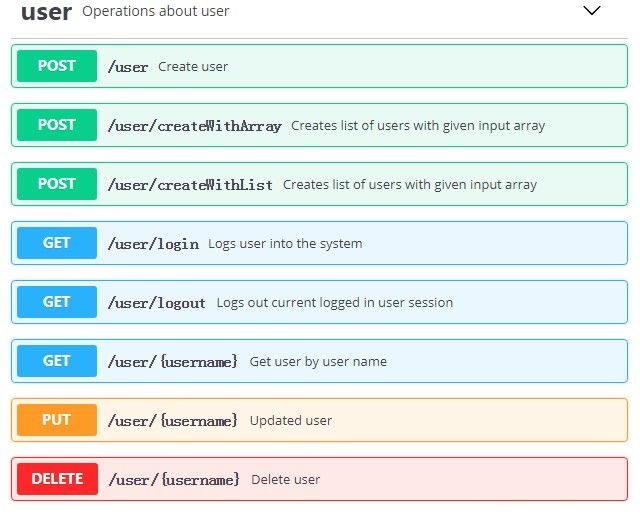 user Operations about user
POST /user Create user
POST /user/createWithArray Creates list of users with given input array
POST /user/createWithList Creates list of users with given input array
GET /user/login Logs user into the system
GET /user/logout Logs out current logged in user session
GET /user/{username} Get user by user name
PUT /user/{username} Updated user
DELETE /user/{username} Delete user